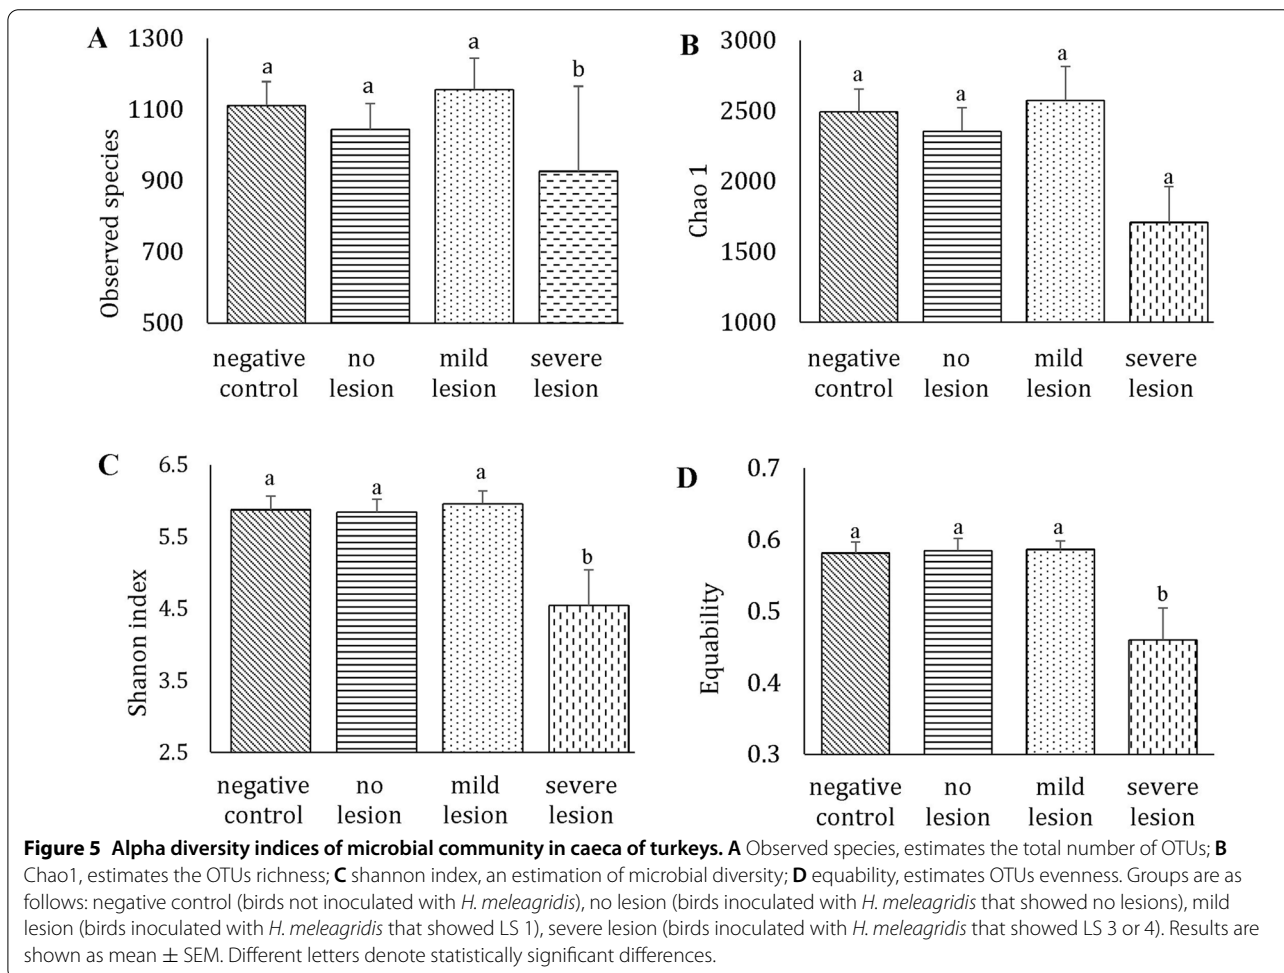 A
1300
1100
900
700
500
Observed species
a
a
a
b
negative control
no lesion
mild lesion
severe lesion
B
3000
2500
2000
1500
1000
Chao 1
a
a
a
a
negative control
no lesion
mild lesion
severe lesion
C
6.5
5.5
4.5
3.5
2.5
Shanon index
a
a
a
b
negative control
no lesion
mild lesion
severe lesion
D
0.7
0.6
0.5
0.4
0.3
Equability
a
a
a
b
negative control
no lesion
mild lesion
severe lesion
Figure 5 Alpha diversity indices of microbial community in caeca of turkeys. A Observed species, estimates the total number of OTUs; B
Chao1, estimates the OTUs richness; C shannon index, an estimation of microbial diversity; D equability, estimates OTUs evenness. Groups are as
follows: negative control (birds not inoculated with H. meleagridis), no lesion (birds inoculated with H. meleagridis that showed no lesions), mild
lesion (birds inoculated with H. meleagridis that showed LS 1), severe lesion (birds inoculated with H. meleagridis that showed LS 3 or 4). Results are
shown as mean ± SEM. Different letters denote statistically significant differences.